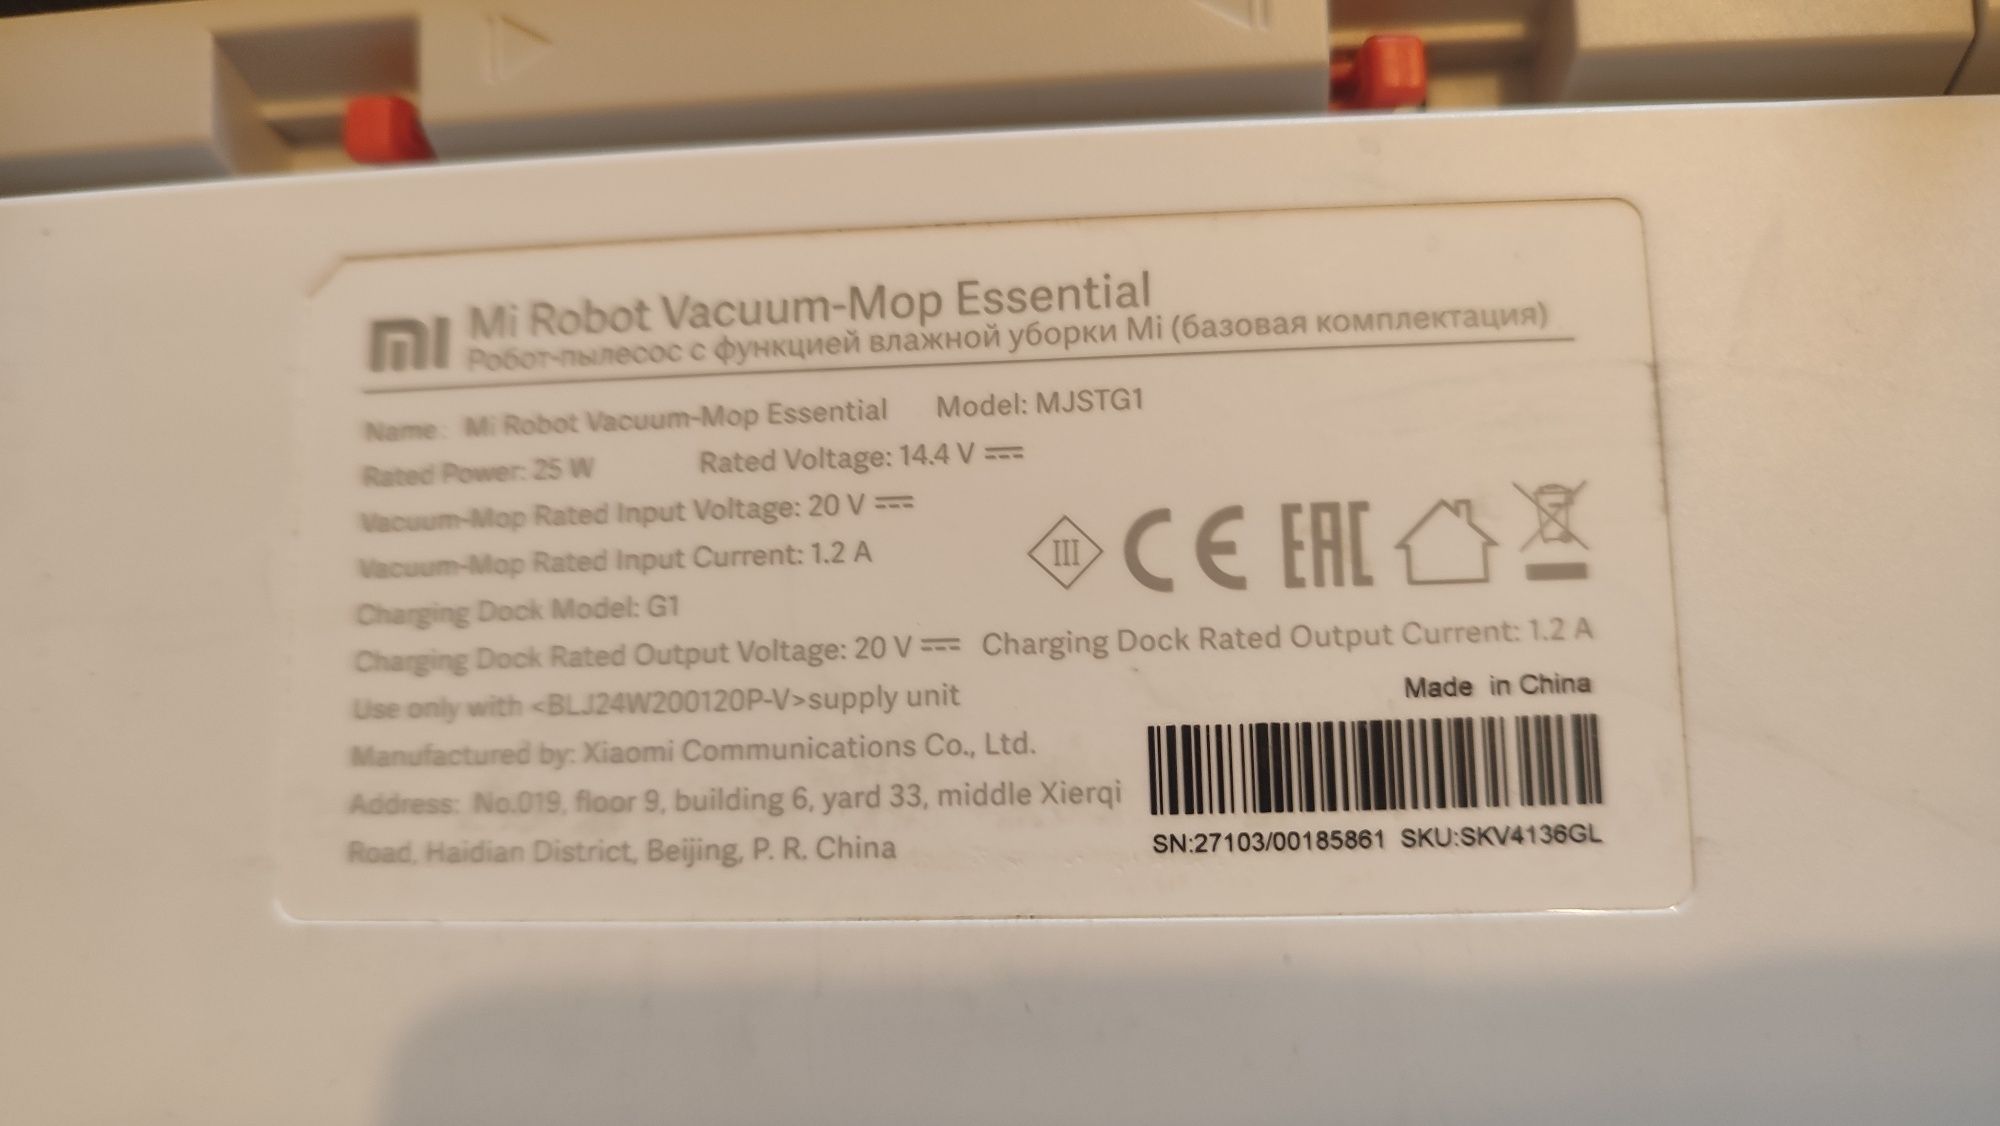 mi Mi Robot Vacuum-Mop Essential
Робот-пылесос с функцией влажной уборки Mi (базовая комплектация)
Name: Mi Robot Vacuum-Mop Essential Model: MJSTG1
Rated Power: 25 W Rated Voltage: 14.4 V ⎓
Vacuum-Mop Rated Input Voltage: 20 V ⎓
Vacuum-Mop Rated Input Current: 1.2 A
III CE EAC
Charging Dock Model: G1
Charging Dock Rated Output Voltage: 20 V ⎓ Charging Dock Rated Output Current: 1.2 A
Use only with <BLJ24W200120P-V>supply unit
Made in China
Manufactured by: Xiaomi Communications Co., Ltd.
Address: No.019, floor 9, building 6, yard 33, middle Xierqi
Road, Haidian District, Beijing, P. R. China
SN:27103/00185861 SKU:SKV4136GL